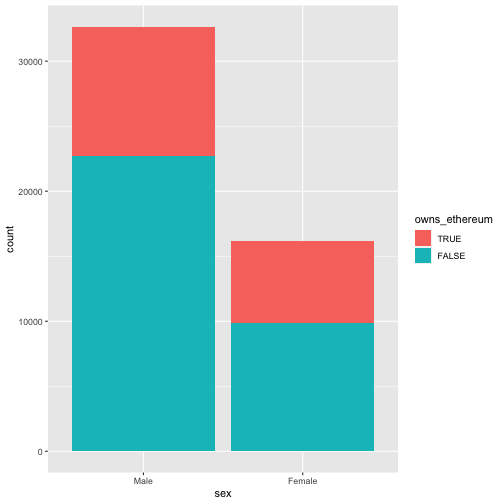 30000
20000
10000
0
count
Male
Female
sex
owns_ethereum
TRUE
FALSE